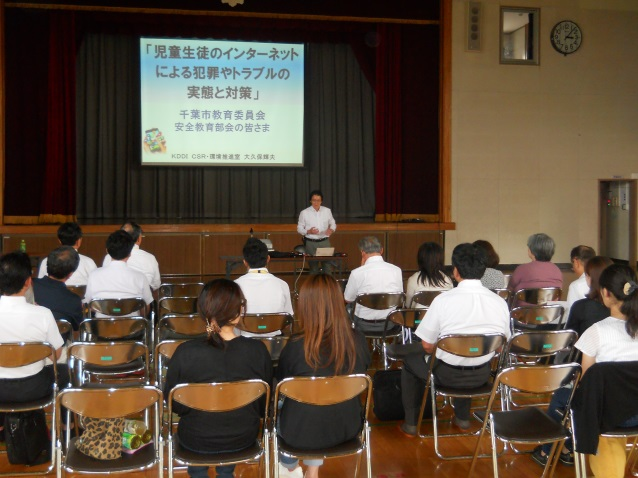 「児童生徒のインターネット
による犯罪やトラブルの
実態と対策」
千葉市教育委員会
安全教育部会の皆さま
KDDI CSR・環境推進室 大久保輝夫